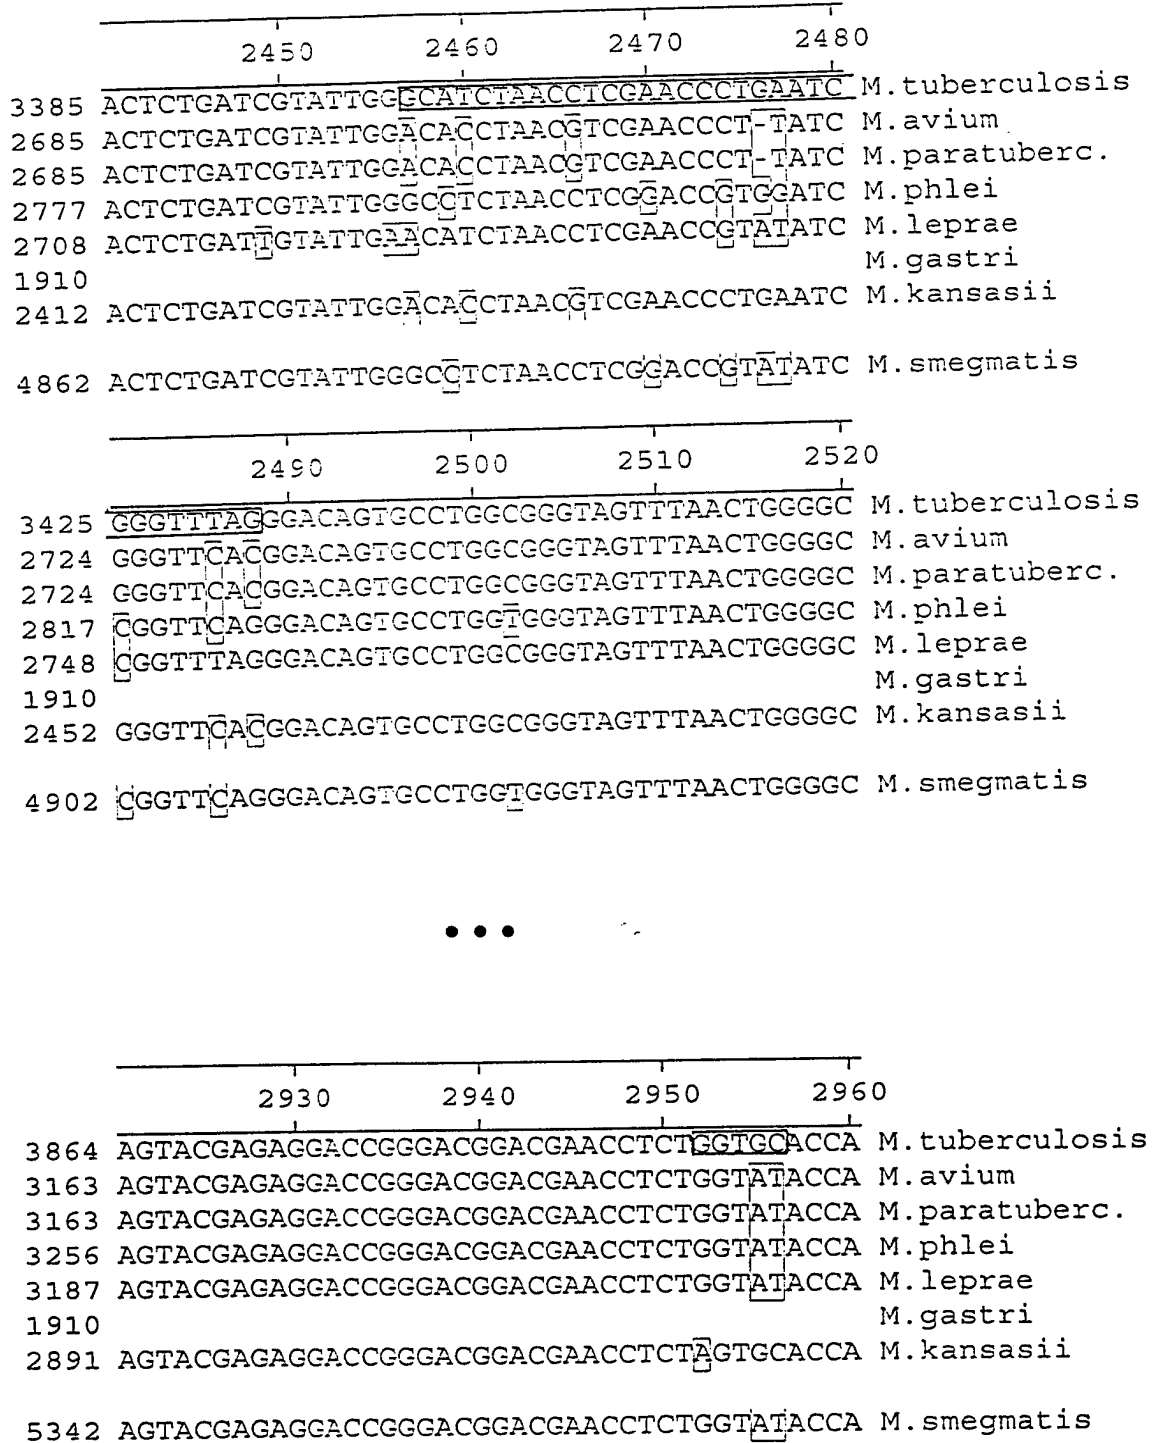 2450 2460 2470 2480
3385 ACTCTGATCGTATTGGGCATCTAACCTCGAACCCTGAATC M.tuberculosis
2685 ACTCTGATCGTATTGGACACCTAACGTCGAACCCT-TATC M.avium
2685 ACTCTGATCGTATTGGACACCTAACGTCGAACCCT-TATC M.paratuberc.
2777 ACTCTGATCGTATTGGGCCTCTAACCTCGGACCGTGGATC M.phlei
2708 ACTCTGATTGTATTGAACATCTAACCTCGAACCGTATATC M.leprae
1910 M.gastri
2412 ACTCTGATCGTATTGGACACCTAACGTCGAACCCTGAATC M.kansasii
4862 ACTCTGATCGTATTGGGCCTCTAACCTCGGACCGTATATC M.smegmatis
2490 2500 2510 2520
3425 GGGTTTAGGGACAGTGCCTGGCGGGTAGTTTAACTGGGGC M.tuberculosis
2724 GGGTTCACGGACAGTGCCTGGCGGGTAGTTTAACTGGGGC M.avium
2724 GGGTTCACGGACAGTGCCTGGCGGGTAGTTTAACTGGGGC M.paratuberc.
2817 CGGTTCAGGGACAGTGCCTGGTGGGTAGTTTAACTGGGGC M.phlei
2748 CGGTTTAGGGACAGTGCCTGGCGGGTAGTTTAACTGGGGC M.leprae
1910 M.gastri
2452 GGGTTCACGGACAGTGCCTGGCGGGTAGTTTAACTGGGGC M.kansasii
4902 CGGTTCAGGGACAGTGCCTGGTGGGTAGTTTAACTGGGGC M.smegmatis
• • •
2930 2940 2950 2960
3864 AGTACGAGAGGACCGGGACGGACGAACCTCTGGTGCACCA M.tuberculosis
3163 AGTACGAGAGGACCGGGACGGACGAACCTCTGGTATACCA M.avium
3163 AGTACGAGAGGACCGGGACGGACGAACCTCTGGTATACCA M.paratuberc.
3256 AGTACGAGAGGACCGGGACGGACGAACCTCTGGTATACCA M.phlei
3187 AGTACGAGAGGACCGGGACGGACGAACCTCTGGTATACCA M.leprae
1910 M.gastri
2891 AGTACGAGAGGACCGGGACGGACGAACCTCTAGTGCACCA M.kansasii
5342 AGTACGAGAGGACCGGGACGGACGAACCTCTGGTATACCA M.smegmatis